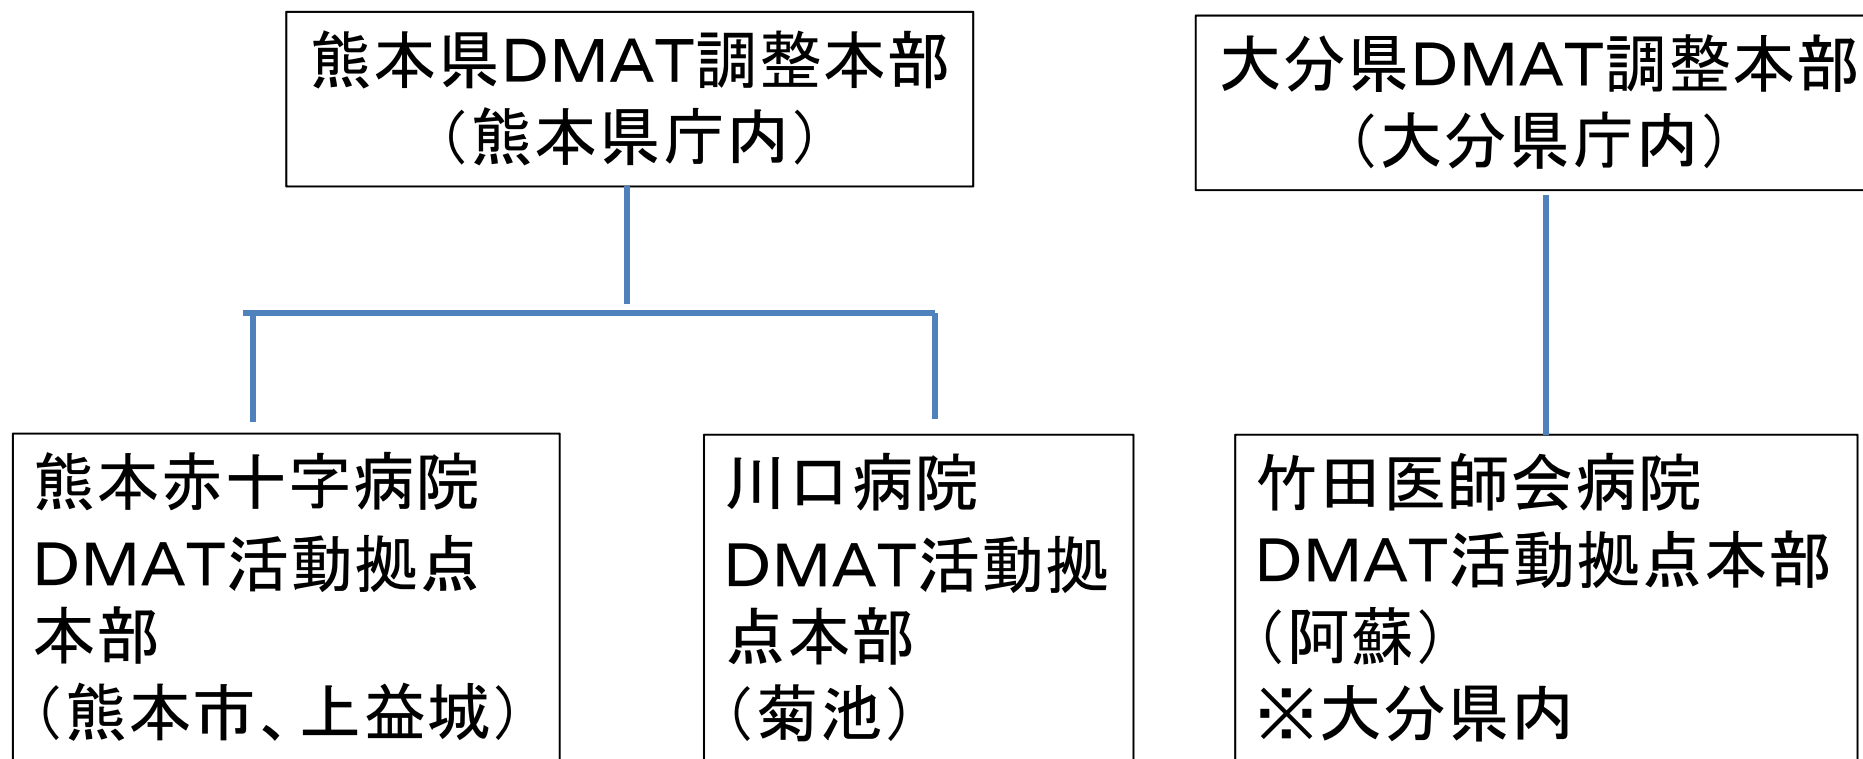 熊本県DMAT調整本部
（熊本県庁内）
大分県DMAT調整本部
（大分県庁内）
熊本赤十字病院
DMAT活動拠点
本部
（熊本市、上益城）
川口病院
DMAT活動拠
点本部
（菊池）
竹田医師会病院
DMAT活動拠点本部
（阿蘇）
※大分県内